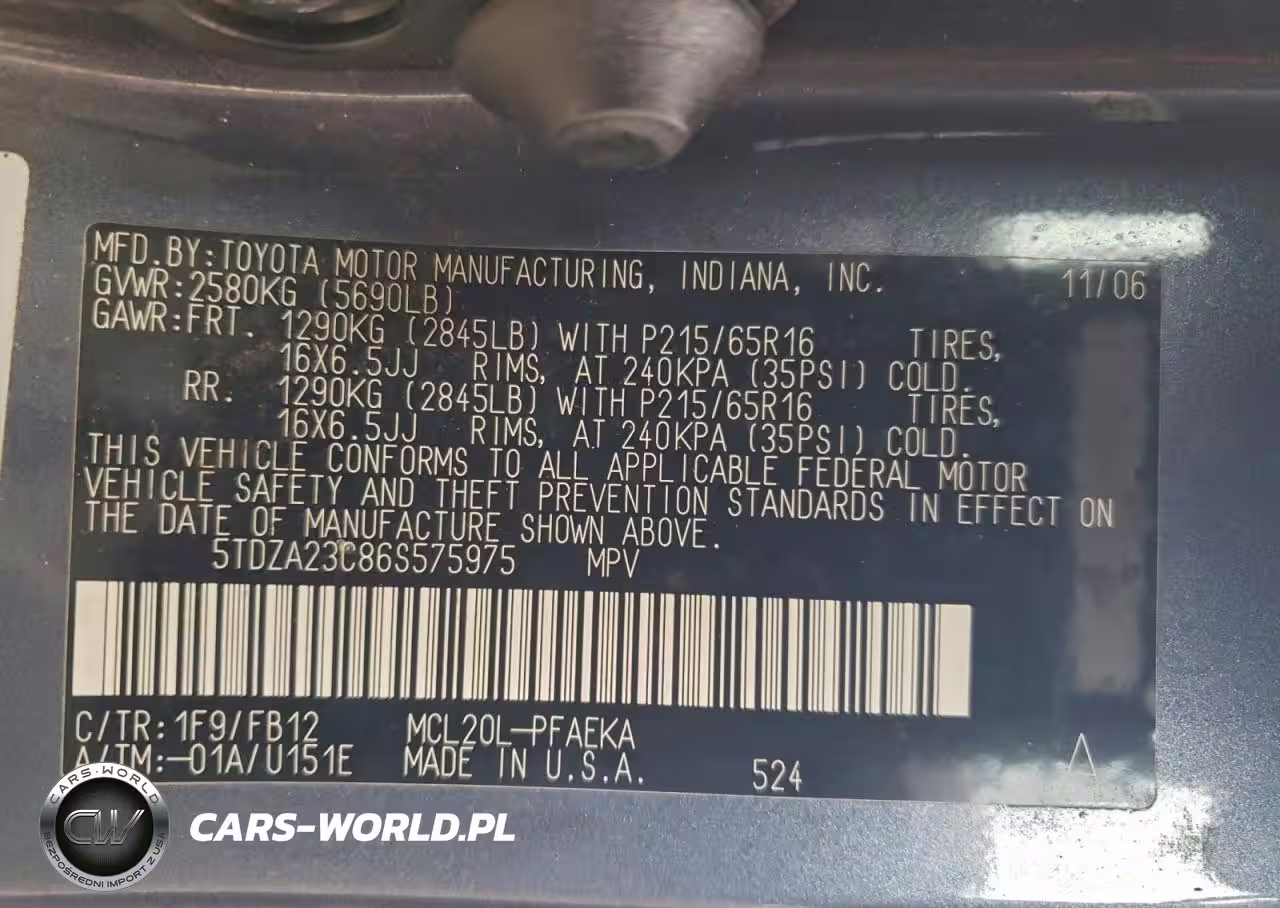 MFD.BY:TOYOTA MOTOR MANUFACTURING, INDIANA, INC. 11/06
GVWR:2580KG (5690LB)
GAWR:FRT. 1290KG (2845LB) WITH P215/65R16 TIRES,
16X6.5JJ RIMS, AT 240KPA (35PSI) COLD.
RR. 1290KG (2845LB) WITH P215/65R16 TIRES,
16X6.5JJ RIMS, AT 240KPA (35PSI) COLD.
THIS VEHICLE CONFORMS TO ALL APPLICABLE FEDERAL MOTOR
VEHICLE SAFETY AND THEFT PREVENTION STANDARDS IN EFFECT ON
THE DATE OF MANUFACTURE SHOWN ABOVE.
5TDZA23C86S575975 MPV
C/TR:1F9/FB12 MCL20L-PFAEKA
A/TM:-01A/U151E MADE IN U.S.A. 524 A
CARS-WORLD
CW
BEZPOŚREDNI IMPORT Z USA
CARS-WORLD.PL